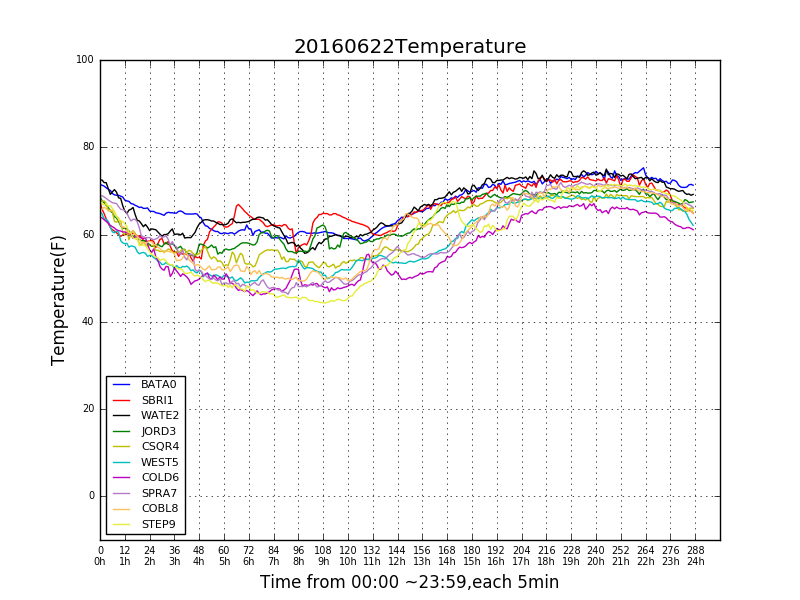 20160622Temperature
100
80
60
40
20
0
Temperature(F)
BATA0
SBRI1
WATE2
JORD3
CSQR4
WEST5
COLD6
SPRA7
COBL8
STEP9
0 12 24 36 48 60 72 84 96 108 120 132 144 156 168 180 192 204 216 228 240 252 264 276 288
0h 1h 2h 3h 4h 5h 6h 7h 8h 9h 10h 11h 12h 13h 14h 15h 16h 17h 18h 19h 20h 21h 22h 23h 24h
Time from 00:00 ~23:59,each 5min